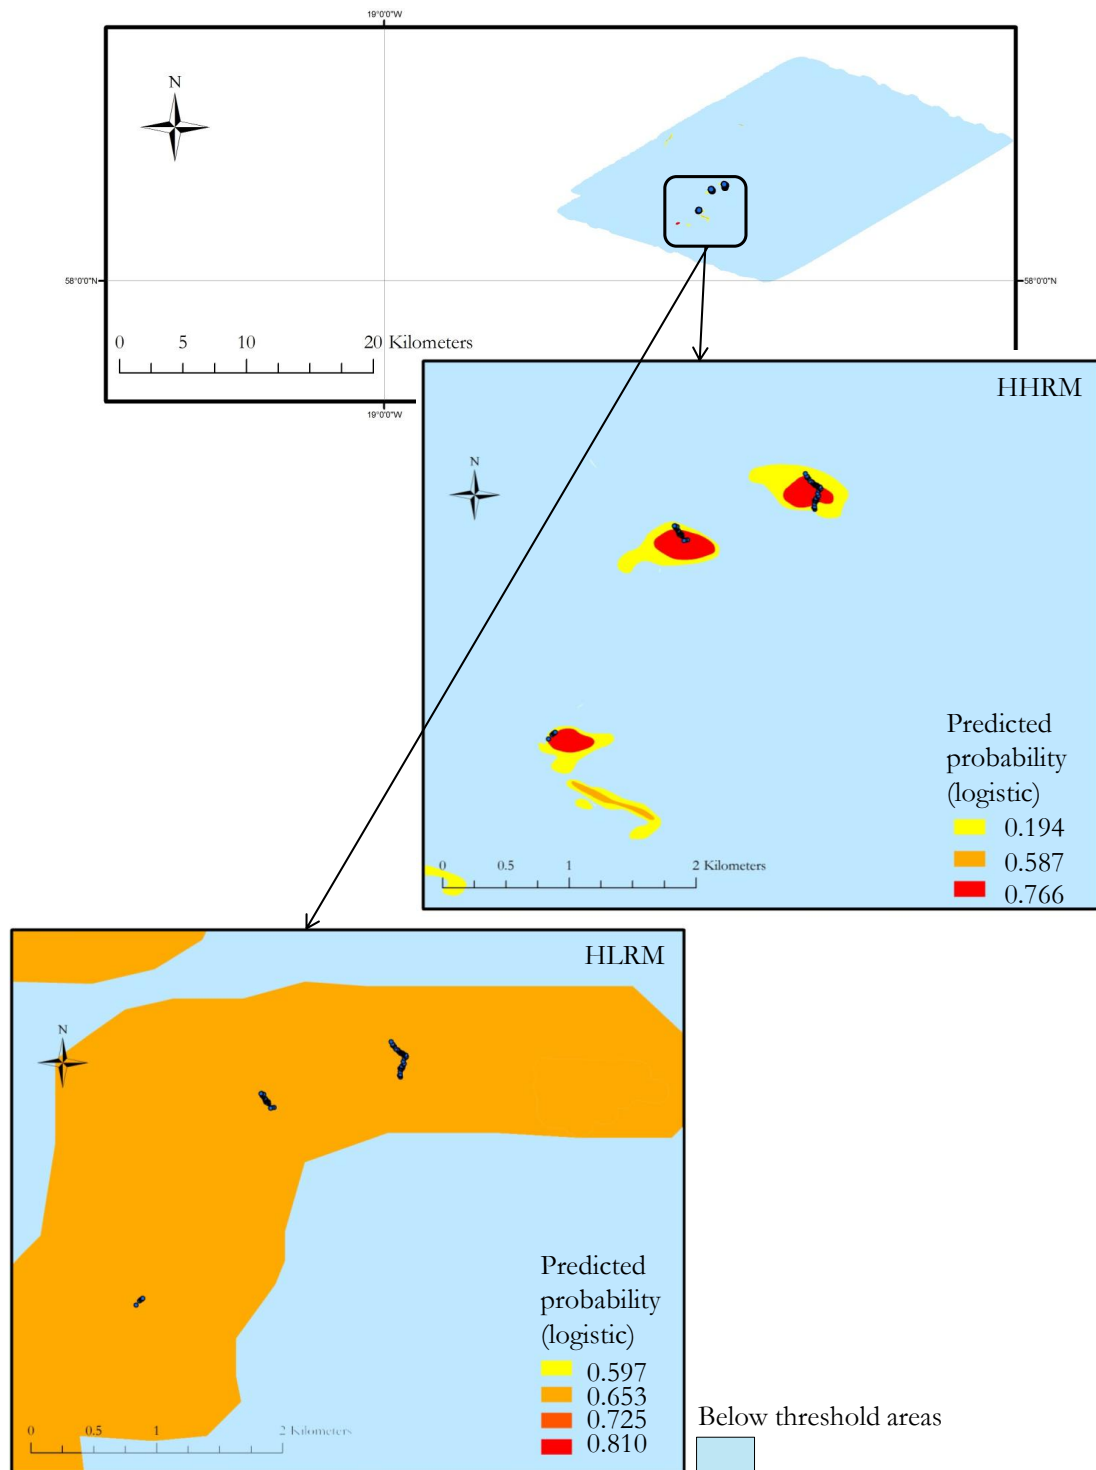 19°0'0"W
N
58°0'0"N
58°0'0"N
0 5 10 20 Kilometers
19°0'0"W
HHRM
N
Predicted
probability
(logistic)
0.194
0.587
0.766
0 0.5 1 2 Kilometers
HLRM
N
Predicted
probability
(logistic)
0.597
0.653
0.725
0.810
0 0.5 1 2 Kilometers
Below threshold areas